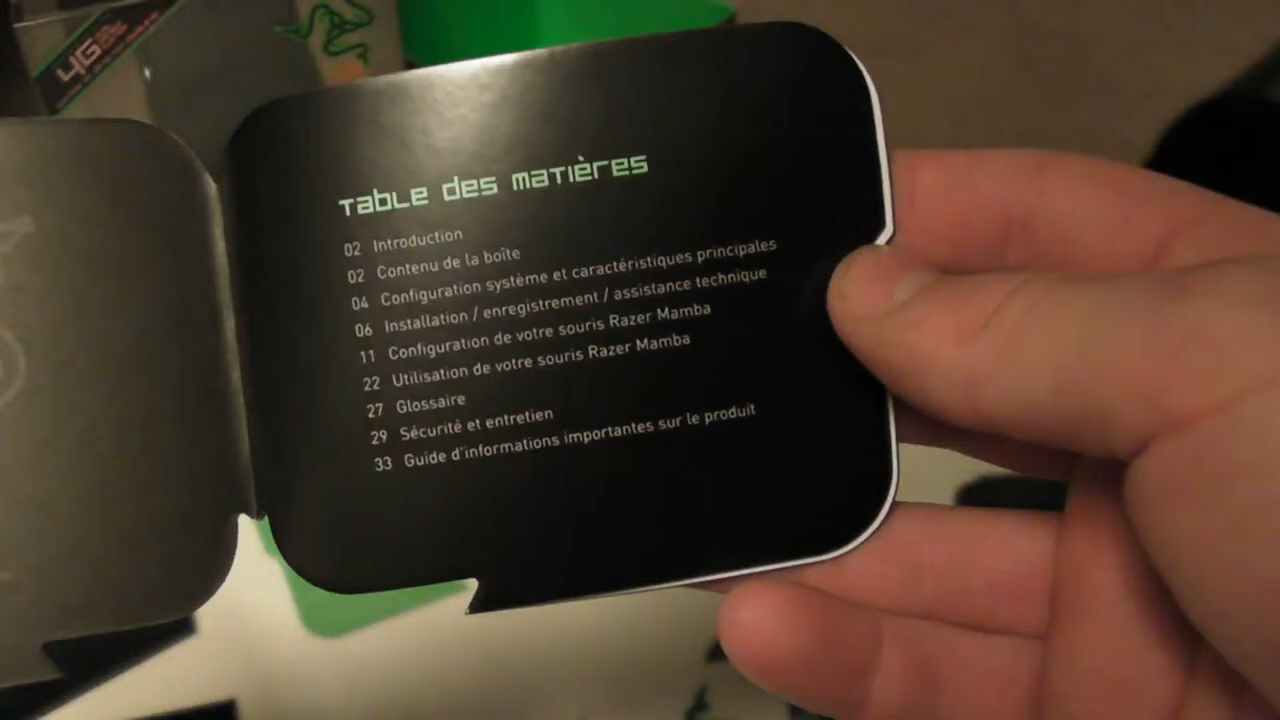 4G
Table des matières
02 Introduction
02 Contenu de la boîte
04 Configuration système et caractéristiques principales
06 Installation / enregistrement / assistance technique
11 Configuration de votre souris Razer Mamba
22 Utilisation de votre souris Razer Mamba
27 Glossaire
29 Sécurité et entretien
33 Guide d'informations importantes sur le produit